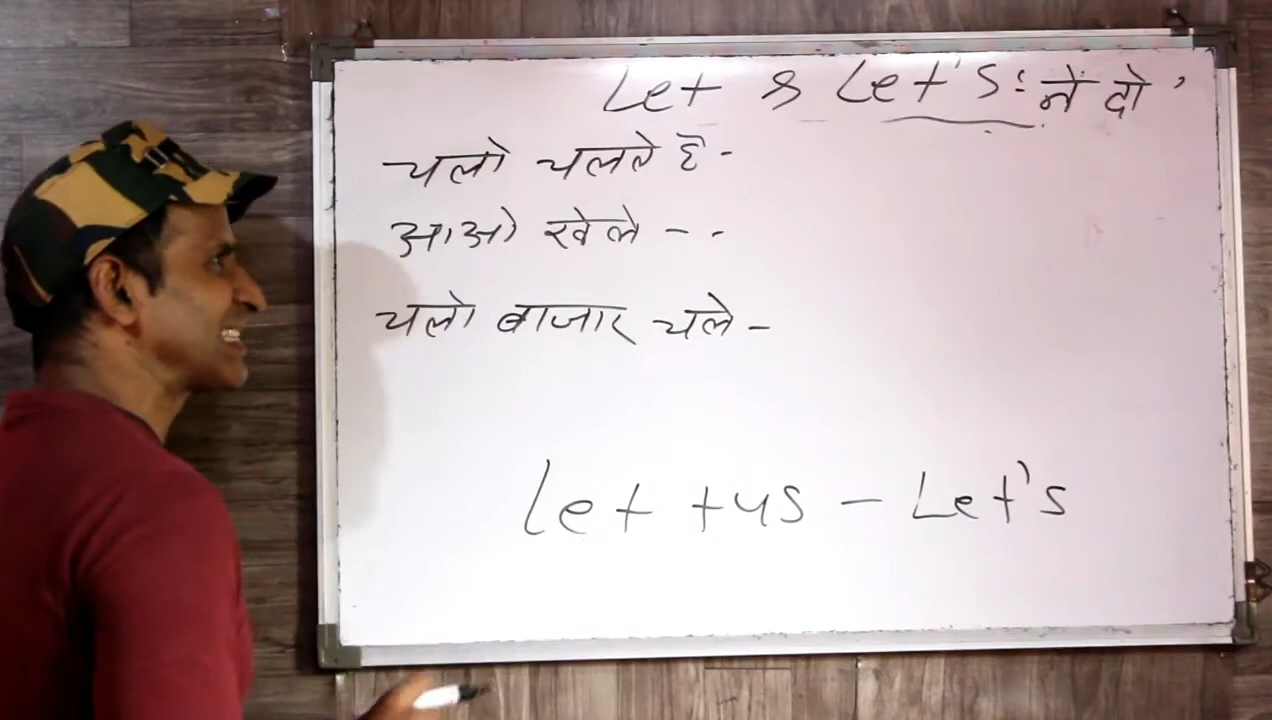 Let & Let's : ने दो '
चलो चलते है -
आओ खेले - -
चलो बाजार चले -
Let + us - Let's